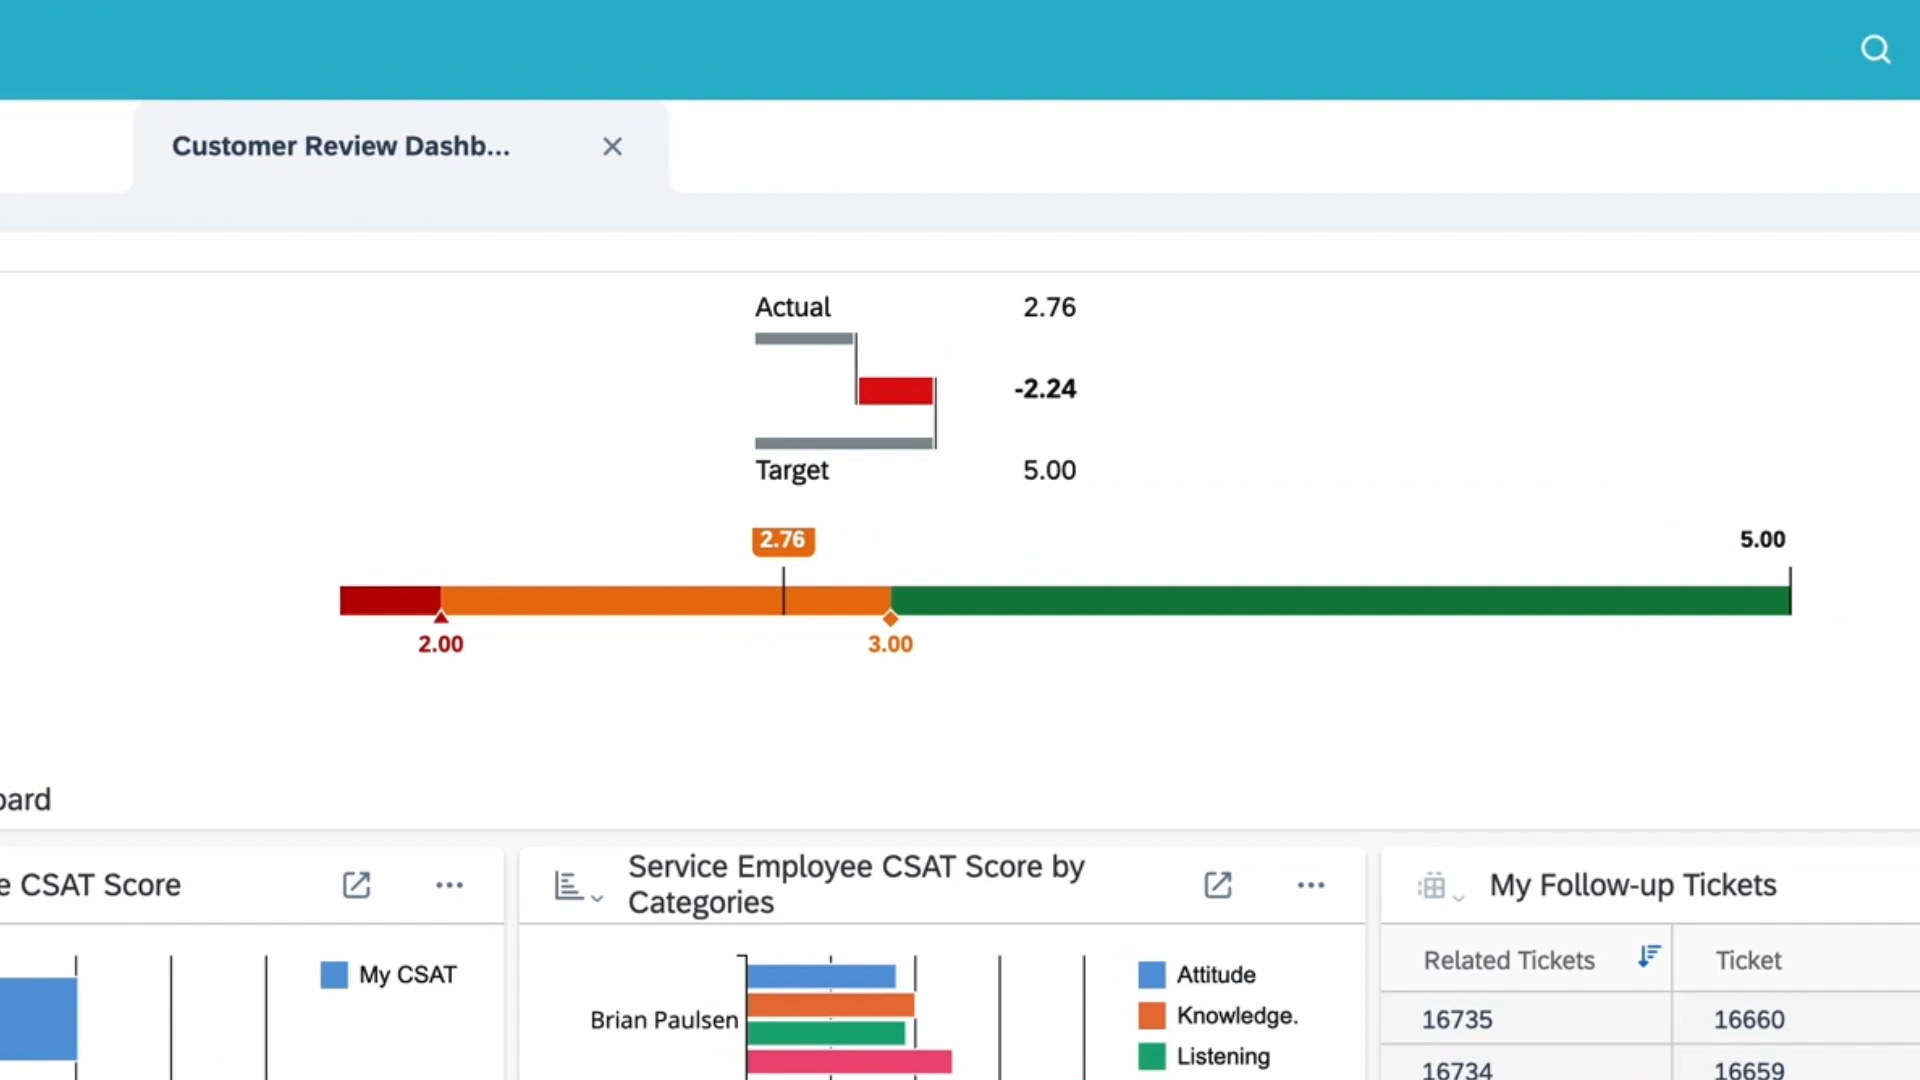 Customer Review Dashb...
Actual 2.76
-2.24
Target 5.00
2.76 5.00
2.00 3.00
oard
e CSAT Score
Service Employee CSAT Score by
Categories
My Follow-up Tickets
My CSAT
Brian Paulsen
Attitude
Knowledge.
Listening
Related Tickets Ticket
16735 16660
16734 16659